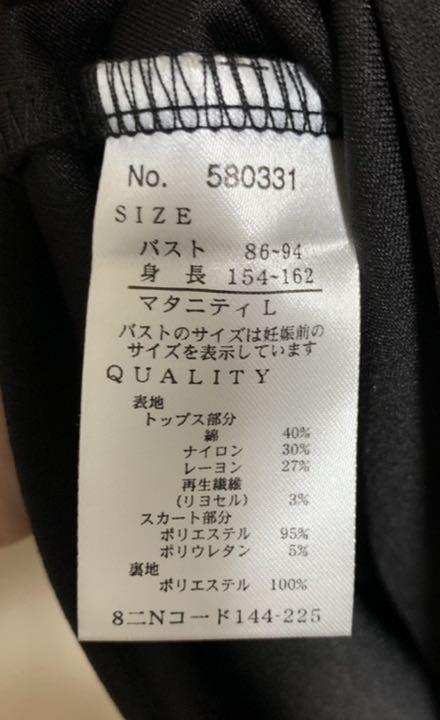 No. 580331
SIZE
バスト 86~94
身長 154~162
マタニティL
バストのサイズは妊娠前の
サイズを表示しています
QUALITY
表地
トップス部分
綿 40%
ナイロン 30%
レーヨン 27%
再生繊維
(リヨセル) 3%
スカート部分
ポリエステル 95%
ポリウレタン 5%
裏地
ポリエステル 100%
8ニNコード144-225